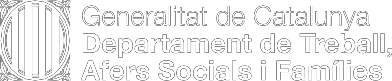 Generalitat de Catalunya
Departament de Treball,
Afers Socials i Famílies